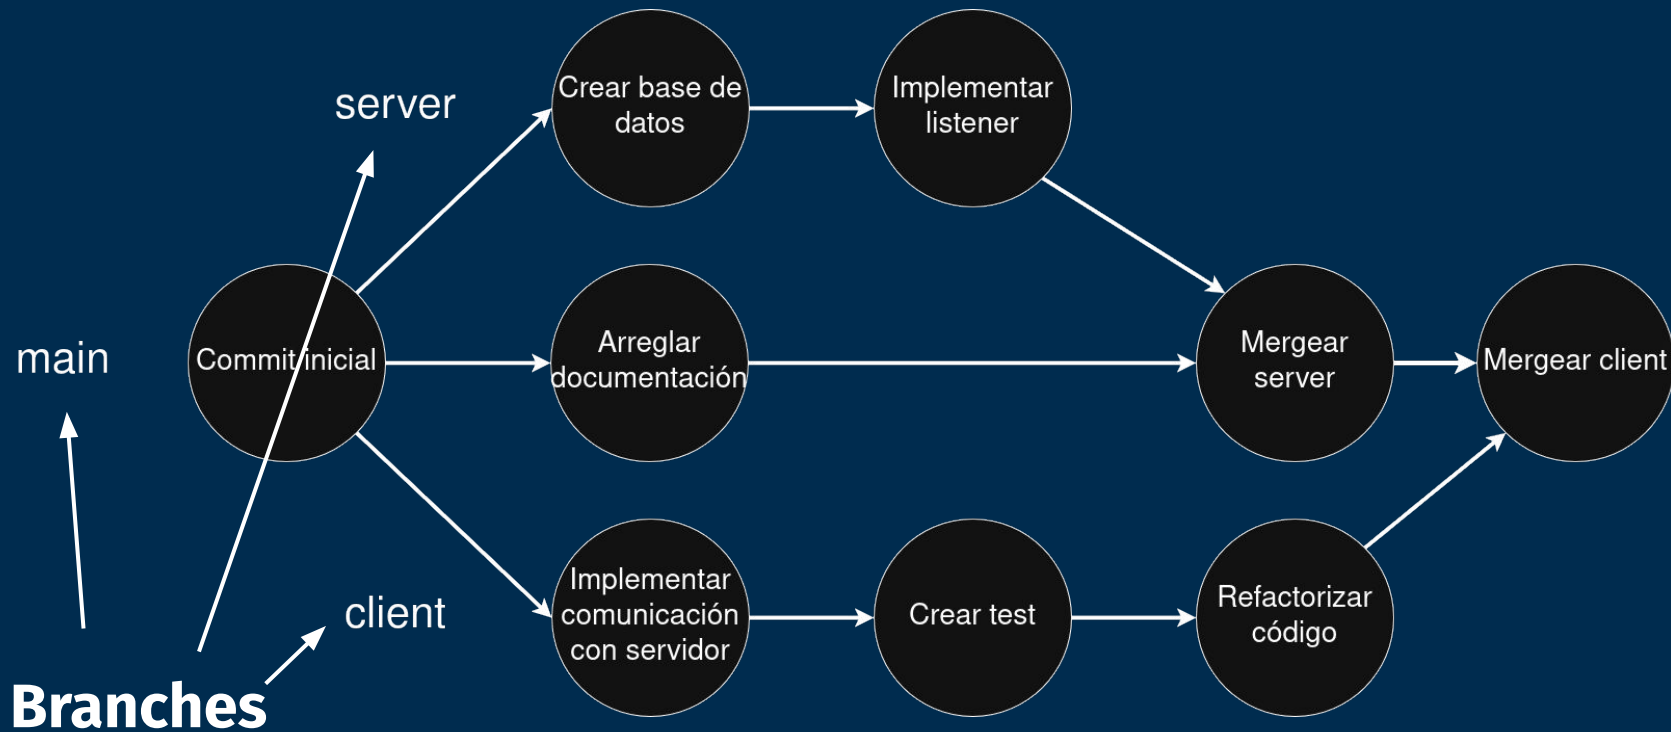 server
Crear base de
datos
Implementar
listener
main
Commit inicial
Arreglar
documentación
Mergear
server
Mergear client
client
Implementar
comunicación
con servidor
Crear test
Refactorizar
código
Branches